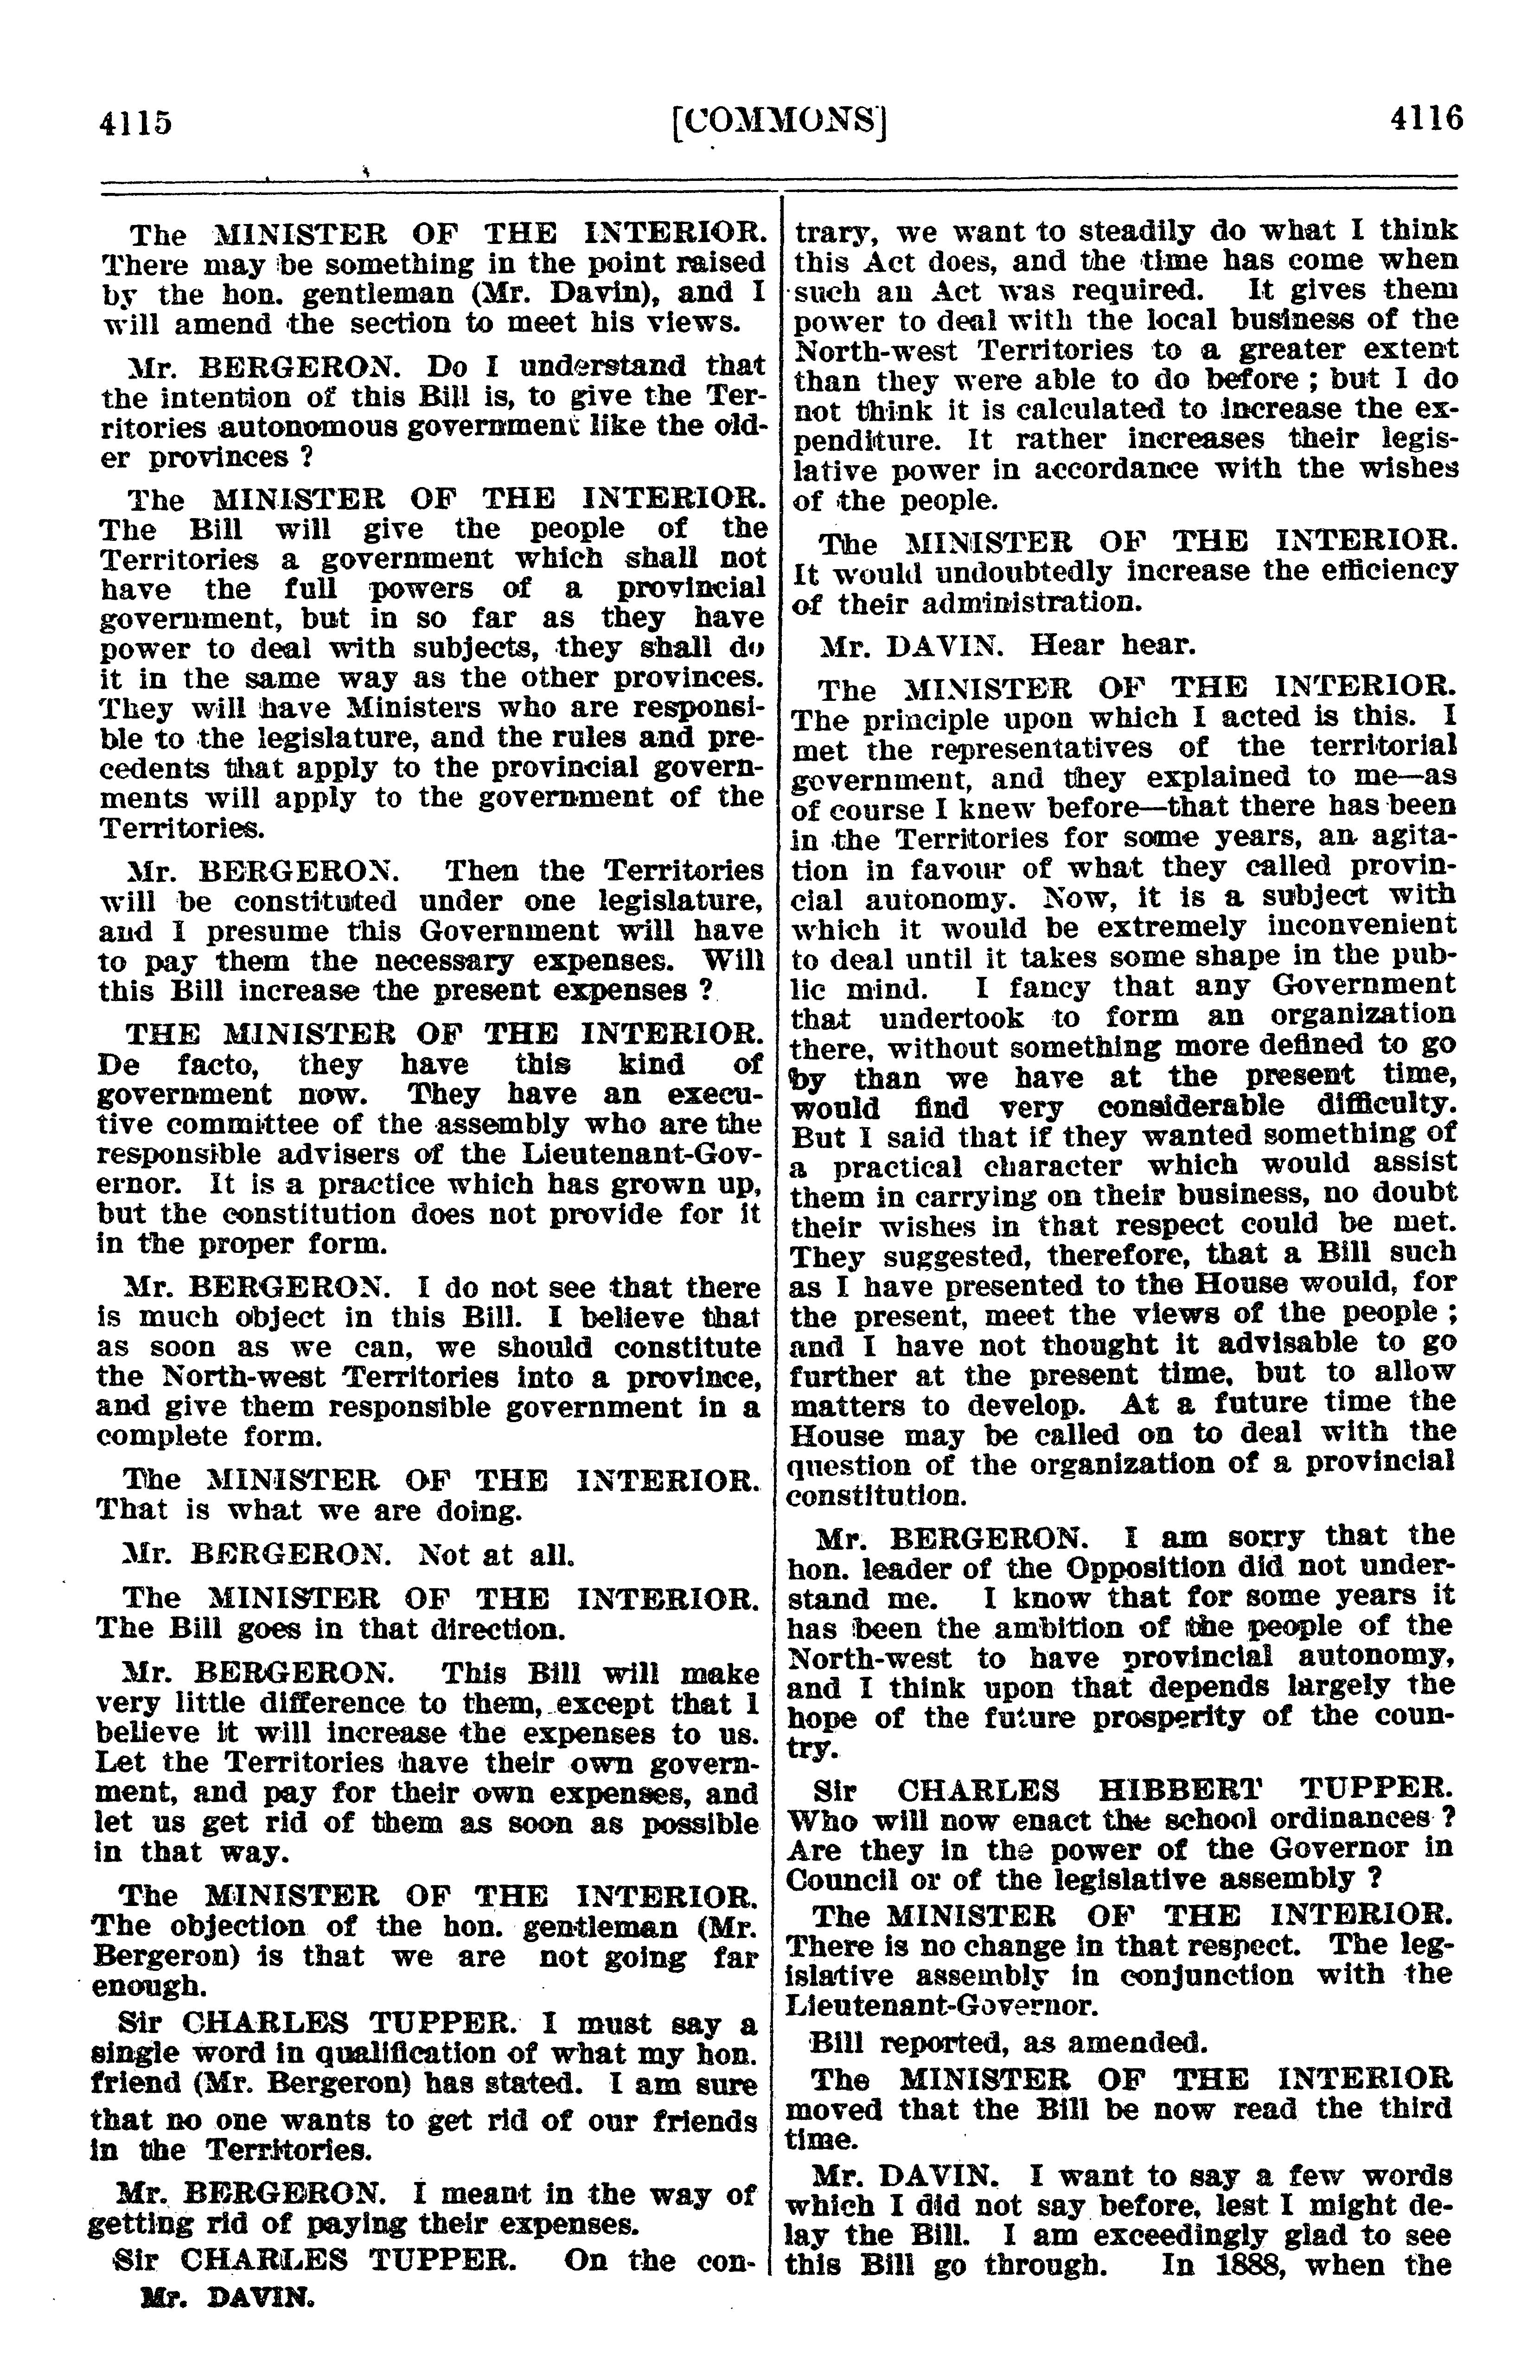 4115
[COMMONS]
4116
The MINISTER OF THE INTERIOR.
There may be something in the point raised
by the hon. gentleman (Mr. Davin), and I
will amend the section to meet his views.
Mr. BERGERON. Do I understand that
the intention of this Bill is, to give the Ter-
ritories autonomous government like the old-
er provinces ?
The MINISTER OF THE INTERIOR.
The Bill will give the people of the
Territories a government which shall not
have the full powers of a provincial
government, but in so far as they have
power to deal with subjects, they shall do
it in the same way as the other provinces.
They will have Ministers who are responsi-
ble to the legislature, and the rules and pre-
cedents that apply to the provincial govern-
ments will apply to the government of the
Territories.
Mr. BERGERON. Then the Territories
will be constituted under one legislature,
and I presume this Government will have
to pay them the necessary expenses. Will
this Bill increase the present expenses ?
THE MINISTER OF THE INTERIOR.
De facto, they have this kind of
government now. They have an execu-
tive committee of the assembly who are the
responsible advisers of the Lieutenant-Gov-
ernor. It is a practice which has grown up,
but the constitution does not provide for it
in the proper form.
Mr. BERGERON. I do not see that there
is much object in this Bill. I believe that
as soon as we can, we should constitute
the North-west Territories into a province,
and give them responsible government in a
complete form.
The MINISTER OF THE INTERIOR.
That is what we are doing.
Mr. BERGERON. Not at all.
The MINISTER OF THE INTERIOR.
The Bill goes in that direction.
Mr. BERGERON. This Bill will make
very little difference to them, except that I
believe it will increase the expenses to us.
Let the Territories have their own govern-
ment, and pay for their own expenses, and
let us get rid of them as soon as possible
in that way.
The MINISTER OF THE INTERIOR.
The objection of the hon. gentleman (Mr.
Bergeron) is that we are not going far
enough.
Sir CHARLES TUPPER. I must say a
single word in qualification of what my hon.
friend (Mr. Bergeron) has stated. I am sure
that no one wants to get rid of our friends
in the Territories.
Mr. BERGERON. I meant in the way of
getting rid of paying their expenses.
Sir CHARLES TUPPER. On the con-
Mr. DAVIN.
trary, we want to steadily do what I think
this Act does, and the time has come when
such an Act was required. It gives them
power to deal with the local business of the
North-west Territories to a greater extent
than they were able to do before ; but I do
not think it is calculated to increase the ex-
penditure. It rather increases their legis-
lative power in accordance with the wishes
of the people.
The MINISTER OF THE INTERIOR.
It would undoubtedly increase the efficiency
of their administration.
Mr. DAVIN. Hear hear.
The MINISTER OF THE INTERIOR.
The principle upon which I acted is this. I
met the representatives of the territorial
government, and they explained to me—as
of course I knew before—that there has been
in the Territories for some years, an agita-
tion in favour of what they called provin-
cial autonomy. Now, it is a subject with
which it would be extremely inconvenient
to deal until it takes some shape in the pub-
lic mind. I fancy that any Government
that undertook to form an organization
there, without something more defined to go
by than we have at the present time,
would find very considerable difficulty.
But I said that if they wanted something of
a practical character which would assist
them in carrying on their business, no doubt
their wishes in that respect could be met.
They suggested, therefore, that a Bill such
as I have presented to the House would, for
the present, meet the views of the people ;
and I have not thought it advisable to go
further at the present time, but to allow
matters to develop. At a future time the
House may be called on to deal with the
question of the organization of a provincial
constitution.
Mr. BERGERON. I am sorry that the
hon. leader of the Opposition did not under-
stand me. I know that for some years it
has been the ambition of the people of the
North-west to have provincial autonomy,
and I think upon that depends largely the
hope of the future prosperity of the coun-
try.
Sir CHARLES HIBBERT TUPPER.
Who will now enact the school ordinances ?
Are they in the power of the Governor in
Council or of the legislative assembly ?
The MINISTER OF THE INTERIOR.
There is no change in that respect. The leg-
islative assembly in conjunction with the
Lieutenant-Governor.
Bill reported, as amended.
The MINISTER OF THE INTERIOR
moved that the Bill be now read the third
time.
Mr. DAVIN. I want to say a few words
which I did not say before, lest I might de-
lay the Bill. I am exceedingly glad to see
this Bill go through. In 1888, when the